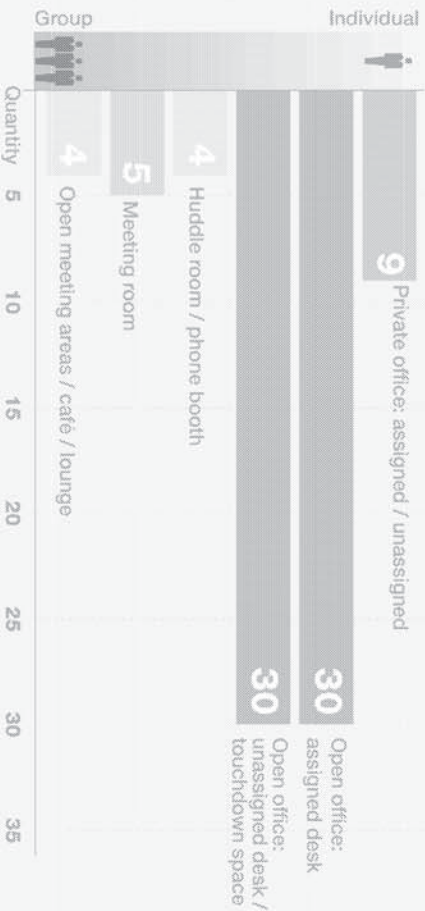 Individual
Group
9
Private office: assigned / unassigned
30
Open office:
assigned desk
30
Open office:
unassigned desk /
touchdown space
4
Huddle room / phone booth
5
Meeting room
4
Open meeting areas / café / lounge
Quantity
5
10
15
20
25
30
35